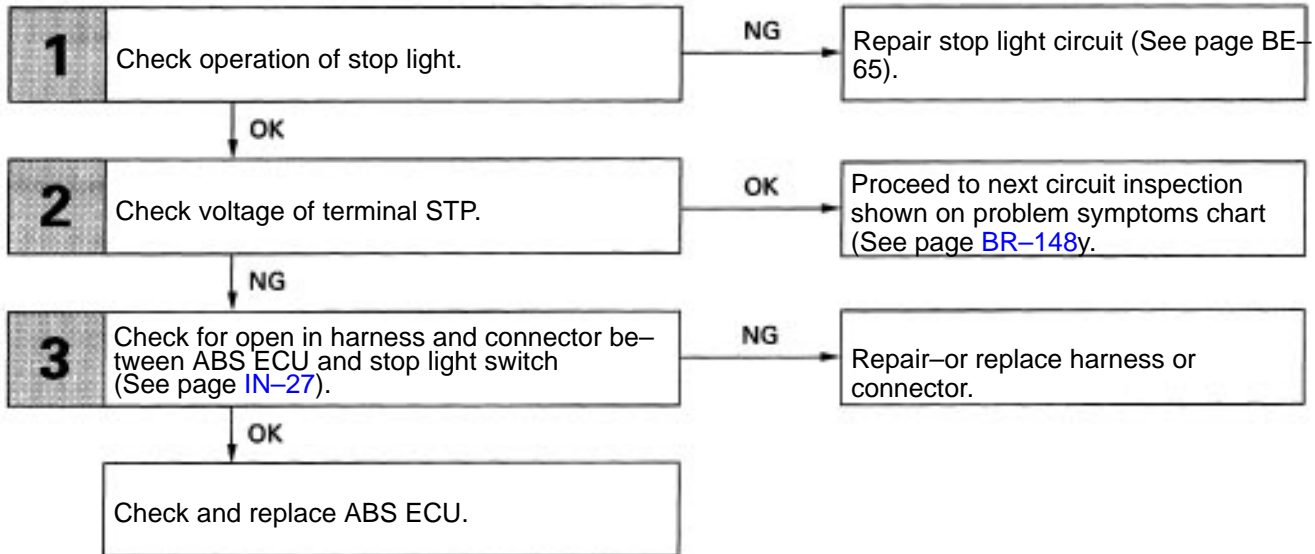 1
Check operation of stop light.
NG
Repair stop light circuit (See page BE–
65).
OK
2
Check voltage of terminal STP.
OK
Proceed to next circuit inspection
shown on problem symptoms chart
(See page BR–148y.
NG
3
Check for open in harness and connector be–
tween ABS ECU and stop light switch
(See page IN–27).
NG
Repair–or replace harness or
connector.
OK
Check and replace ABS ECU.